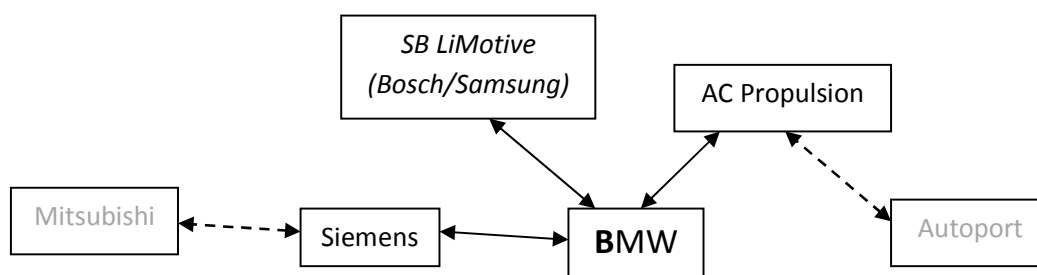 SB LiMotive
(Bosch/Samsung)
AC Propulsion
Mitsubishi
Siemens
BMW
Autoport